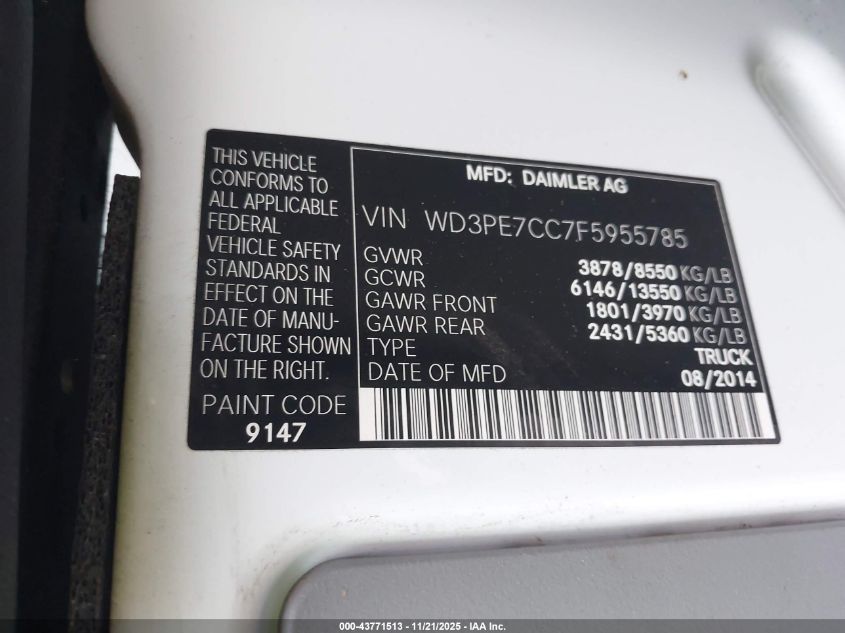 THIS VEHICLE
CONFORMS TO
ALL APPLICABLE
FEDERAL
VEHICLE SAFETY
STANDARDS IN
EFFECT ON THE
DATE OF MANU-
FACTURE SHOWN
ON THE RIGHT.
PAINT CODE
9147
MFD: DAIMLER AG
VIN WD3PE7CC7F5955785
GVWR 3878/8550 KG/LB
GCWR 6146/13550 KG/LB
GAWR FRONT 1801/3970 KG/LB
GAWR REAR 2431/5360 KG/LB
TYPE TRUCK
DATE OF MFD 08/2014
000-43771513 - 11/21/2025 - IAA Inc.